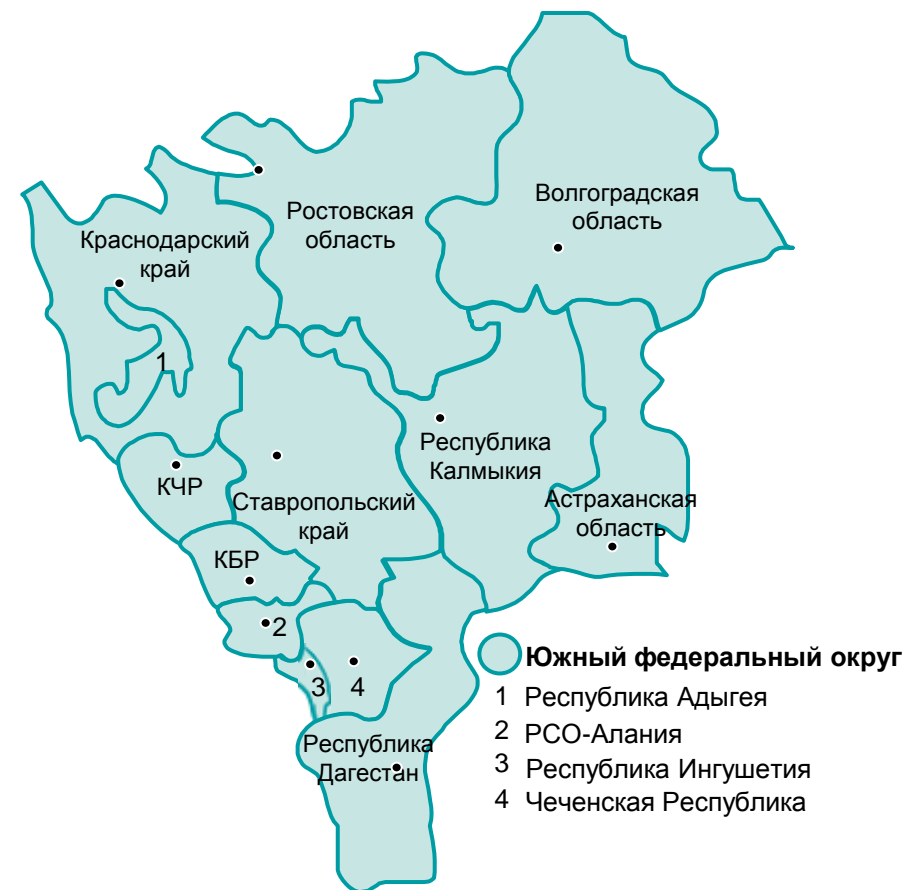 Волгоградская
область
Ростовская
область
Краснодарский
край
1
Республика
Калмыкия
КЧР
Ставропольский
край
Астраханская
область
КБР
2
3
4
Республика
Дагестан
Южный федеральный округ
1 Республика Адыгея
2 РСО-Алания
3 Республика Ингушетия
4 Чеченская Республика